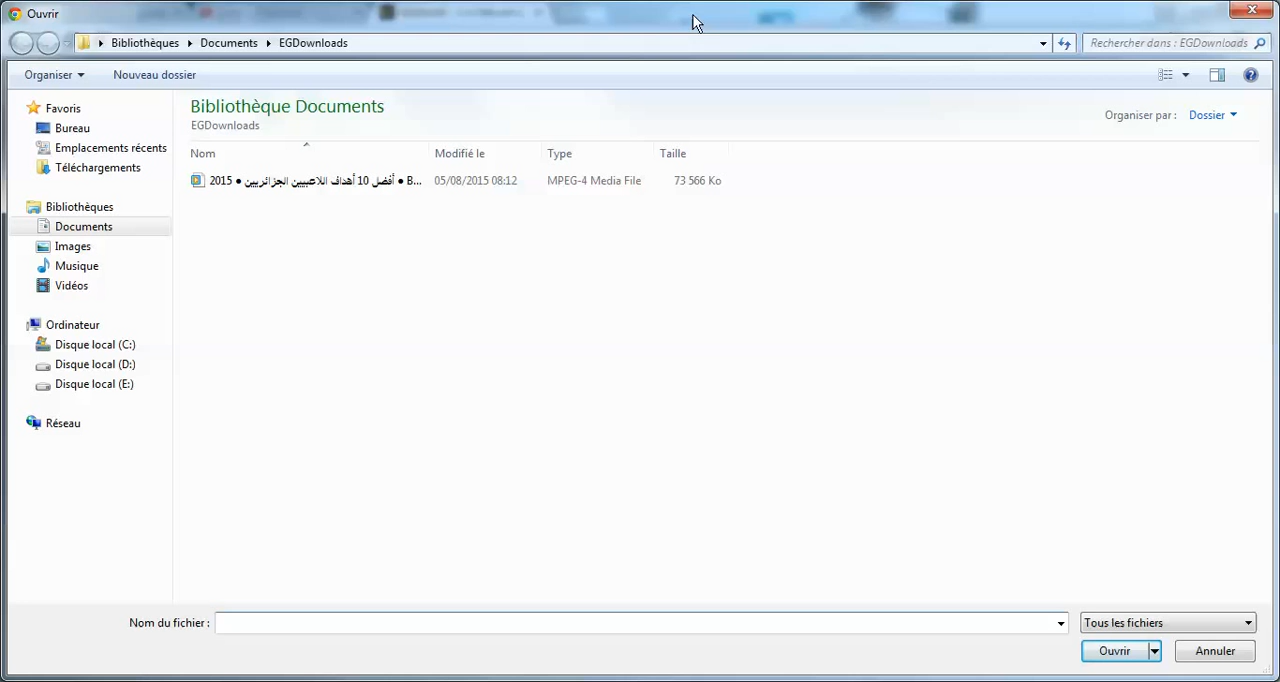 Ouvrir
Bibliothèques Documents EGDownloads
Rechercher dans : EGDownloads
Organiser Nouveau dossier
Bibliothèque Documents
EGDownloads
Organiser par : Dossier
Nom Modifié le Type Taille
2015 • أفضل 10 أهداف اللاعبيين الجزائريين • B... 05/08/2015 08:12 MPEG-4 Media File 73 566 Ko
Favoris
Bureau
Emplacements récents
Téléchargements
Bibliothèques
Documents
Images
Musique
Vidéos
Ordinateur
Disque local (C:)
Disque local (D:)
Disque local (E:)
Réseau
Nom du fichier : Tous les fichiers
Ouvrir Annuler